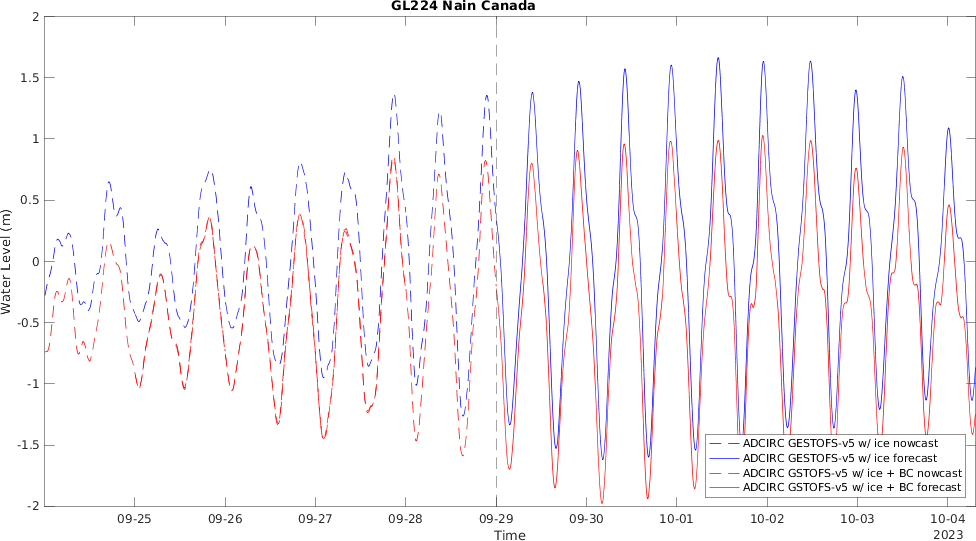 GL224 Nain Canada
Water Level (m)
2
1.5
1
0.5
0
-0.5
-1
-1.5
-2
ADCIRC GESTOFS-v5 w/ ice nowcast
ADCIRC GESTOFS-v5 w/ ice forecast
ADCIRC GSTOFS-v5 w/ ice + BC nowcast
ADCIRC GSTOFS-v5 w/ ice + BC forecast
09-25 09-26 09-27 09-28 09-29 09-30 10-01 10-02 10-03 10-04
Time 2023